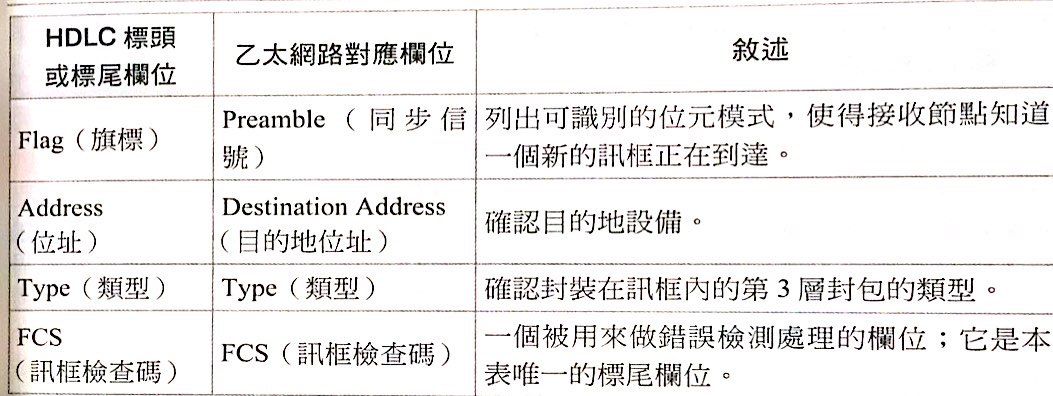 HDLC 標頭
或標尾欄位
乙太網路對應欄位
敘述
Flag（旗標）
Preamble（同步信
號）
列出可識別的位元模式，使得接收節點知道
一個新的訊框正在到達。
Address
（位址）
Destination Address
（目的地位址）
確認目的地設備。
Type（類型）
Type（類型）
確認封裝在訊框內的第 3 層封包的類型。
FCS
（訊框檢查碼）
FCS（訊框檢查碼）
一個被用來做錯誤檢測處理的欄位；它是本
表唯一的標尾欄位。